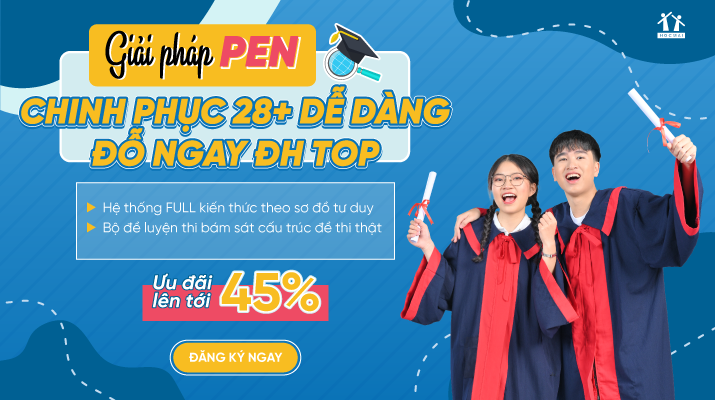 Giải pháp PEN
HOCMAI
CHINH PHỤC 28+ DỄ DÀNG
ĐỖ NGAY ĐH TOP
Hệ thống FULL kiến thức theo sơ đồ tư duy
Bộ đề luyện thi bám sát cấu trúc đề thi thật
Ưu đãi
lên tới
45%
ĐĂNG KÝ NGAY